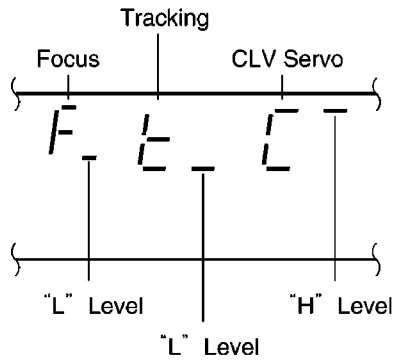 Tracking
Focus CLV Servo
F_ t_ C‾
“L” Level “H” Level
“L” Level